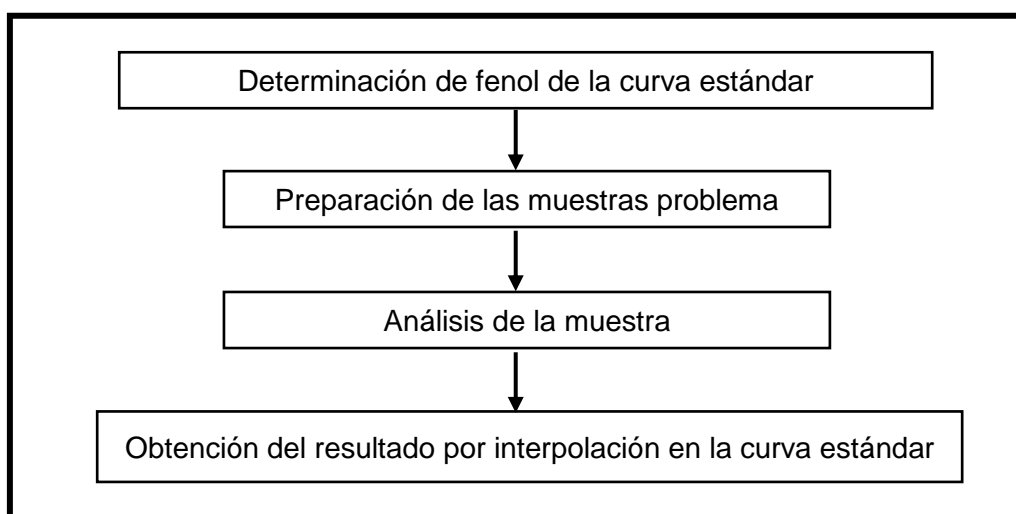 Determinación de fenol de la curva estándar
Preparación de las muestras problema
Análisis de la muestra
Obtención del resultado por interpolación en la curva estándar